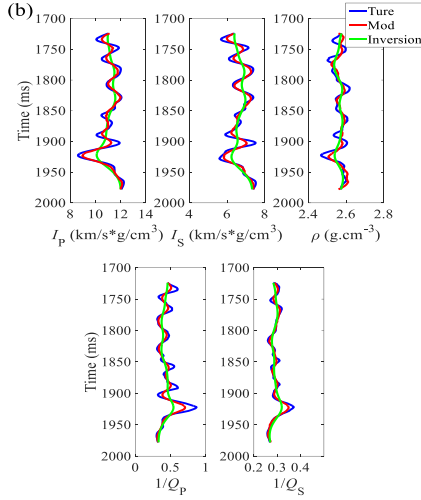 (b)
Ture
Mod
Inversion
1700
1750
1800
1850
1900
1950
2000
Time (ms)
8 10 12 14
I_P (km/s*g/cm³)
4 6 8
I_S (km/s*g/cm³)
1700
1750
1800
1850
1900
1950
2000
2.4 2.6 2.8
ρ (g.cm⁻³)
1700
1750
1800
1850
1900
1950
2000
1700
1750
1800
1850
1900
1950
2000
Time (ms)
0 0.5 1
1/Q_P
1700
1750
1800
1850
1900
1950
2000
0.2 0.3 0.4
1/Q_S